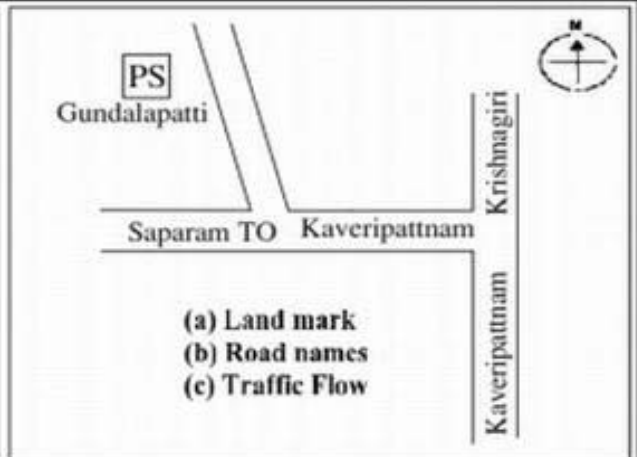 N
PS
Gundalapatti
Krishnagiri
Saparam TO Kaveripattnam
Kaveripattnam
(a) Land mark
(b) Road names
(c) Traffic Flow